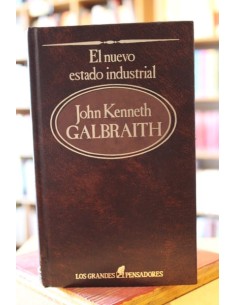 El nuevo
estado industrial
John Kenneth
GALBRAITH
LOS GRANDES PENSADORES